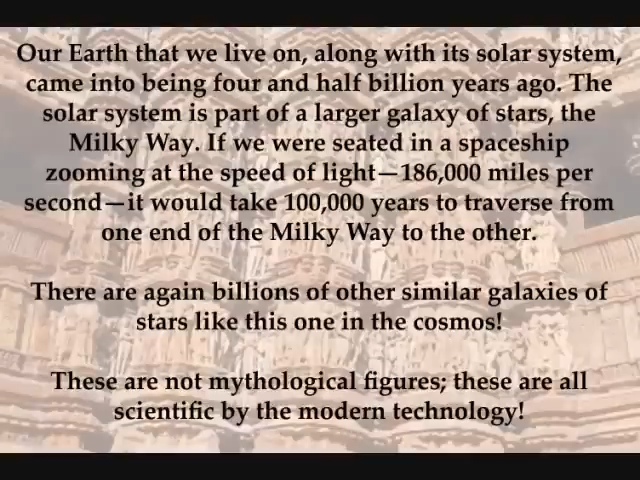 Our Earth that we live on, along with its solar system,
came into being four and half billion years ago. The
solar system is part of a larger galaxy of stars, the
Milky Way. If we were seated in a spaceship
zooming at the speed of light—186,000 miles per
second—it would take 100,000 years to traverse from
one end of the Milky Way to the other.
There are again billions of other similar galaxies of
stars like this one in the cosmos!
These are not mythological figures; these are all
scientific by the modern technology!